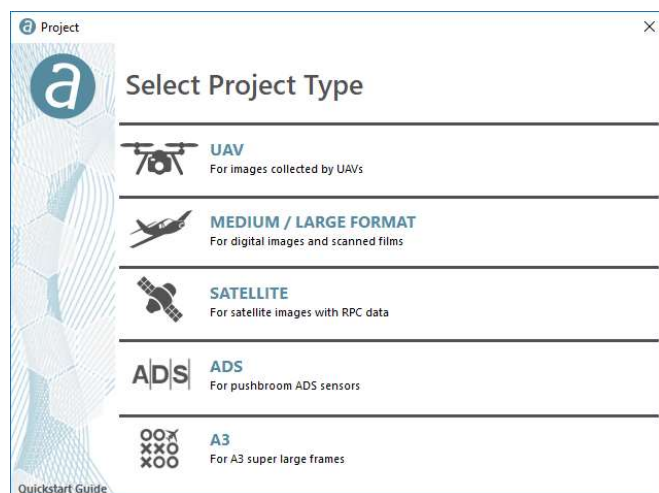 Project
a
Select Project Type
UAV
For images collected by UAVs
MEDIUM / LARGE FORMAT
For digital images and scanned films
SATELLITE
For satellite images with RPC data
A|D|S
ADS
For pushbroom ADS sensors
A3
For A3 super large frames
Quickstart Guide